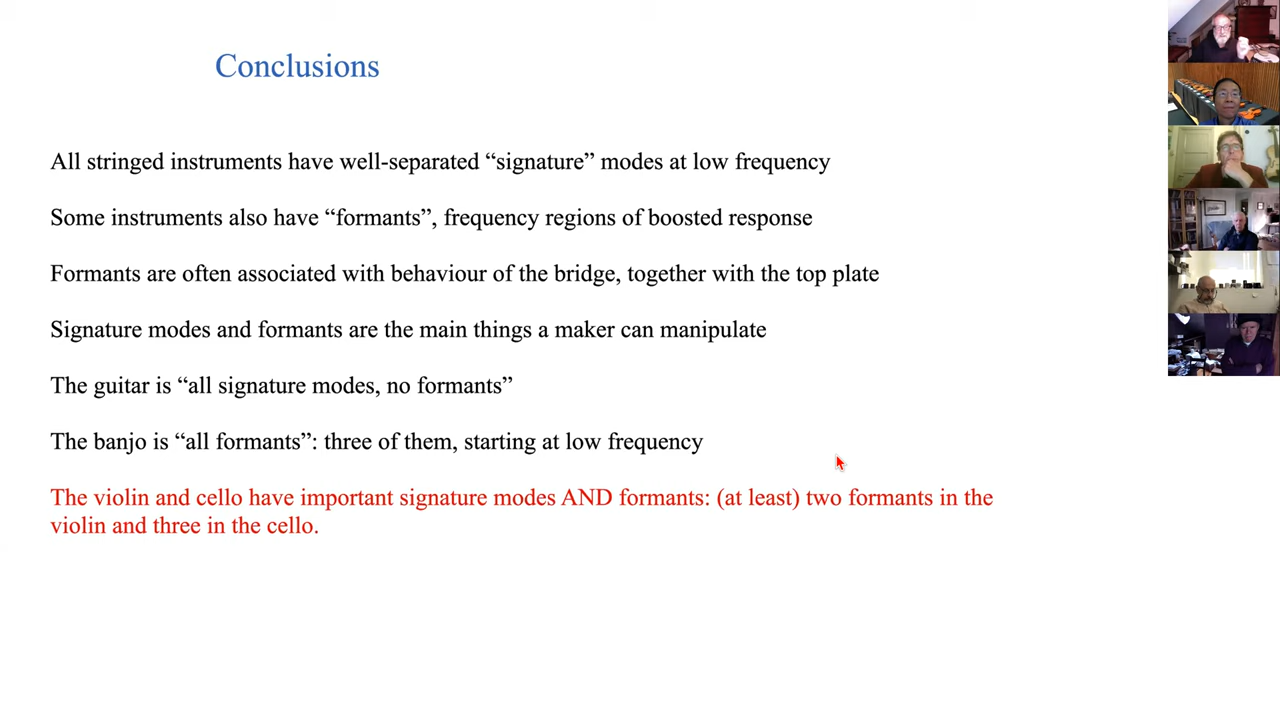 Conclusions
All stringed instruments have well-separated “signature” modes at low frequency
Some instruments also have “formants”, frequency regions of boosted response
Formants are often associated with behaviour of the bridge, together with the top plate
Signature modes and formants are the main things a maker can manipulate
The guitar is “all signature modes, no formants”
The banjo is “all formants”: three of them, starting at low frequency
The violin and cello have important signature modes AND formants: (at least) two formants in the
violin and three in the cello.